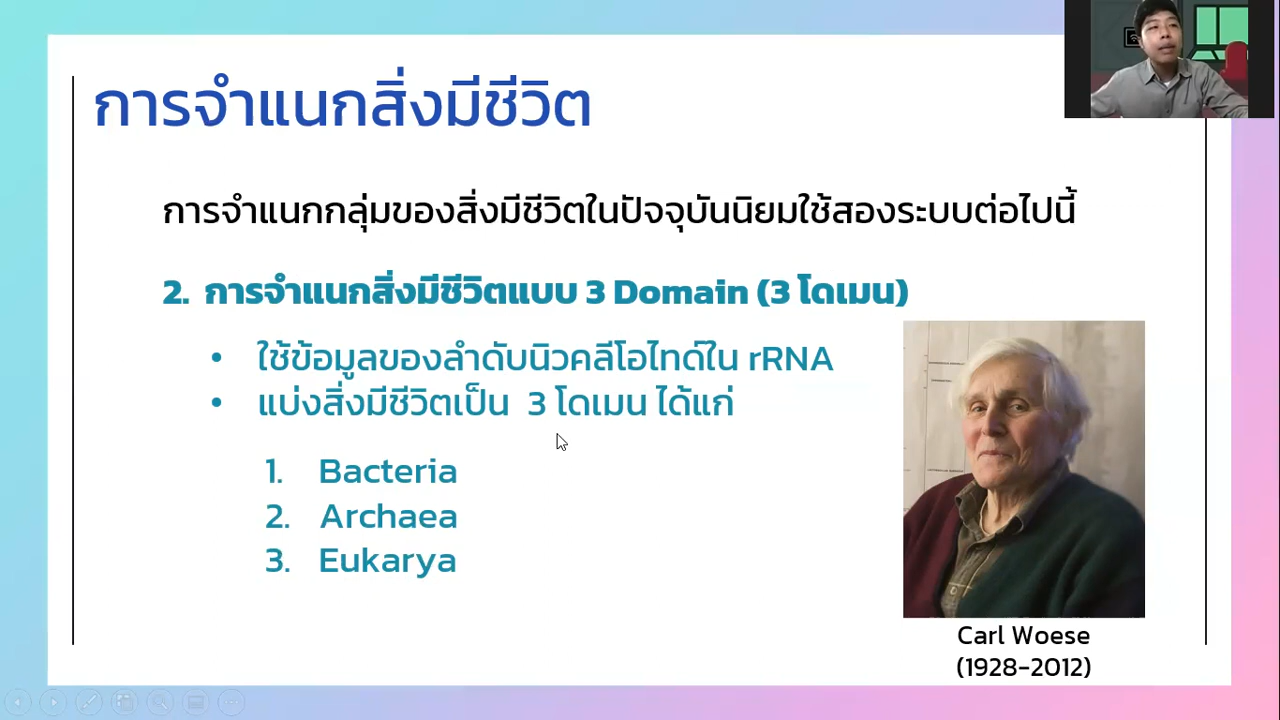 การจำแนกสิ่งมีชีวิต
การจำแนกกลุ่มของสิ่งมีชีวิตในปัจจุบันนิยมใช้สองระบบต่อไปนี้
2. การจำแนกสิ่งมีชีวิตแบบ 3 Domain (3 โดเมน)
• ใช้ข้อมูลของลำดับนิวคลีโอไทด์ใน rRNA
• แบ่งสิ่งมีชีวิตเป็น 3 โดเมน ได้แก่
1. Bacteria
2. Archaea
3. Eukarya
Carl Woese
(1928-2012)